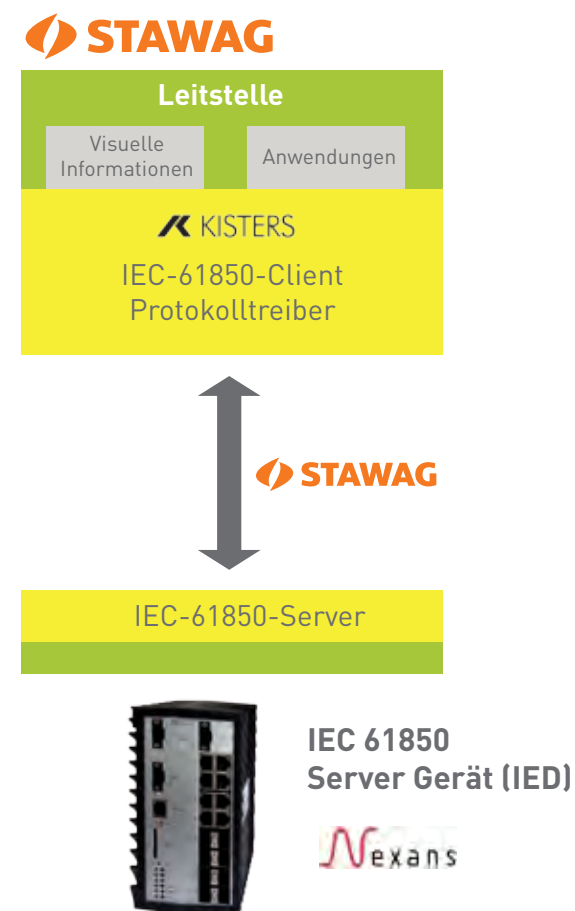 STAWAG
Leitstelle
Visuelle
Informationen
Anwendungen
KISTERS
IEC-61850-Client
Protokolltreiber
STAWAG
IEC-61850-Server
IEC 61850
Server Gerät (IED)
Nexans